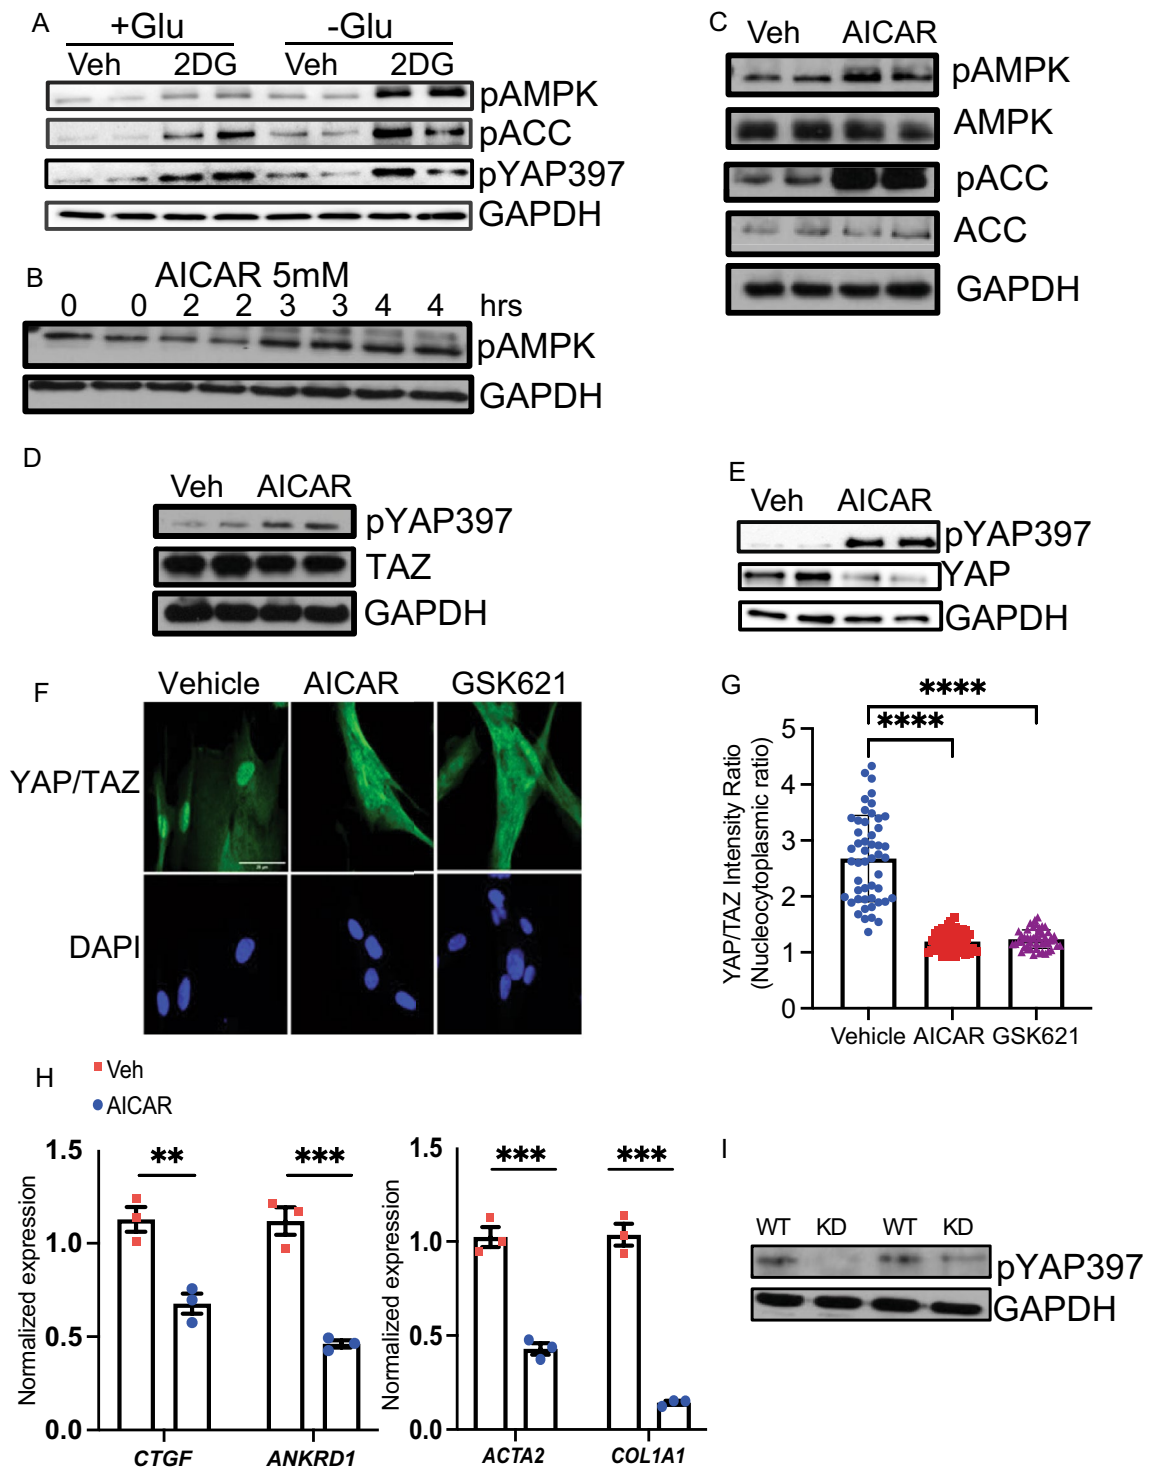 A
+Glu -Glu
Veh 2DG Veh 2DG
pAMPK
pACC
pYAP397
GAPDH
B
AICAR 5mM
0 0 2 2 3 3 4 4 hrs
pAMPK
GAPDH
C
Veh AICAR
pAMPK
AMPK
pACC
ACC
GAPDH
D
Veh AICAR
pYAP397
TAZ
GAPDH
E
Veh AICAR
pYAP397
YAP
GAPDH
F
Vehicle AICAR GSK621
YAP/TAZ
DAPI
G
YAP/TAZ Intensity Ratio
(Nucleocytoplasmic ratio)
****
****
5
4
3
2
1
0
Vehicle AICAR GSK621
H
Veh
AICAR
Normalized expression
1.5
1.0
0.5
0.0
** ***
CTGF ANKRD1
Normalized expression
1.5
1.0
0.5
0.0
*** ***
ACTA2 COL1A1
I
WT KD WT KD
pYAP397
GAPDH